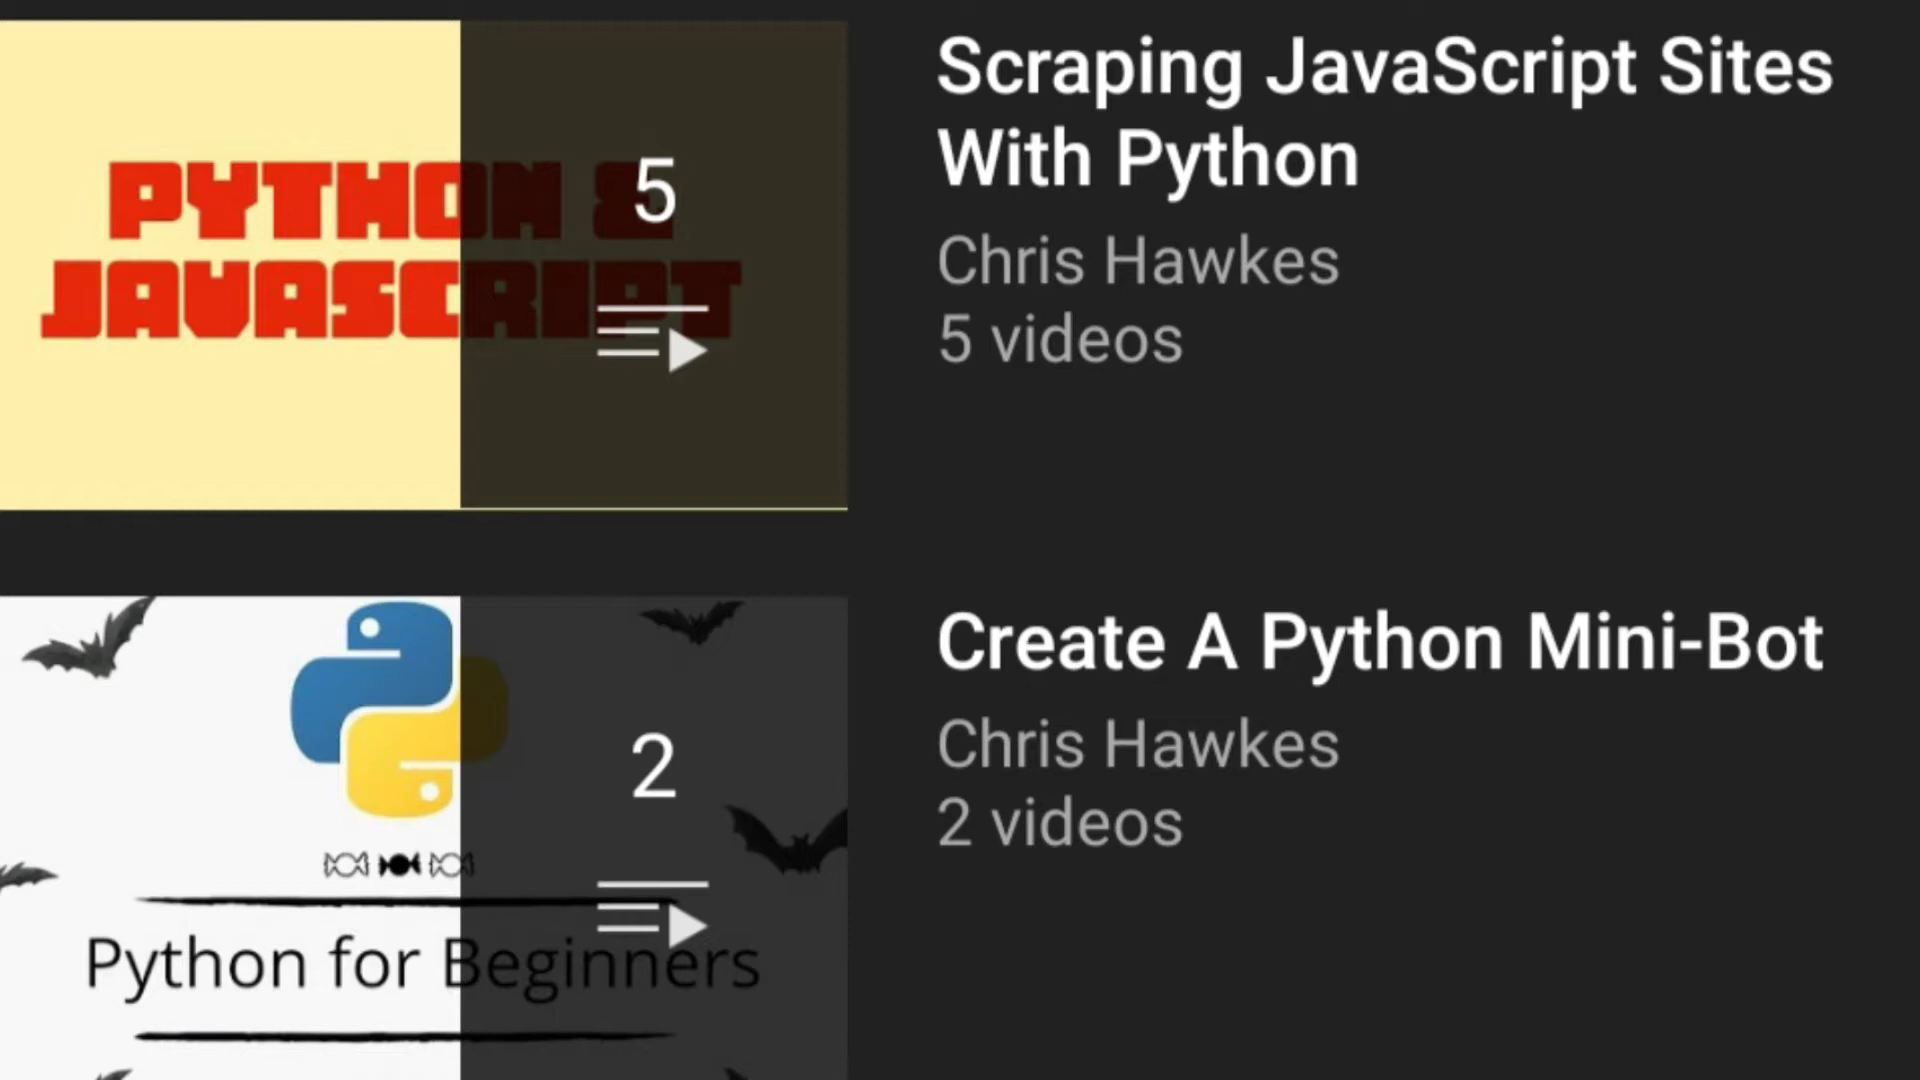 PYTHON &
JAVASCRIPT
5
Scraping JavaScript Sites
With Python
Chris Hawkes
5 videos
2
Python for Beginners
Create A Python Mini-Bot
Chris Hawkes
2 videos